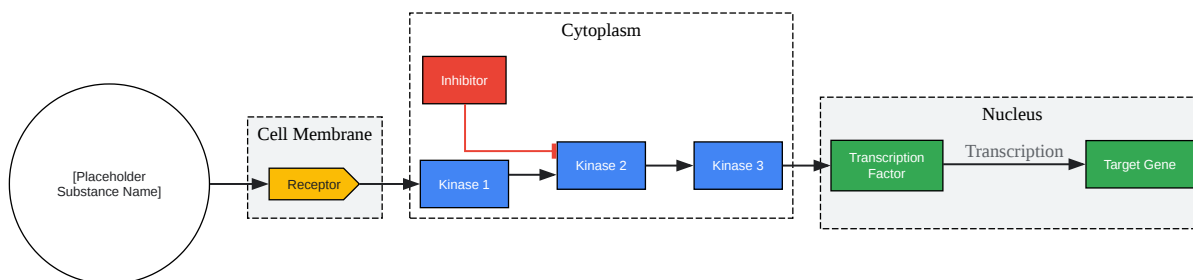 [Placeholder
Substance Name]
Cell Membrane
Receptor
Cytoplasm
Inhibitor
Kinase 1
Kinase 2
Kinase 3
Nucleus
Transcription
Factor
Transcription
Target Gene